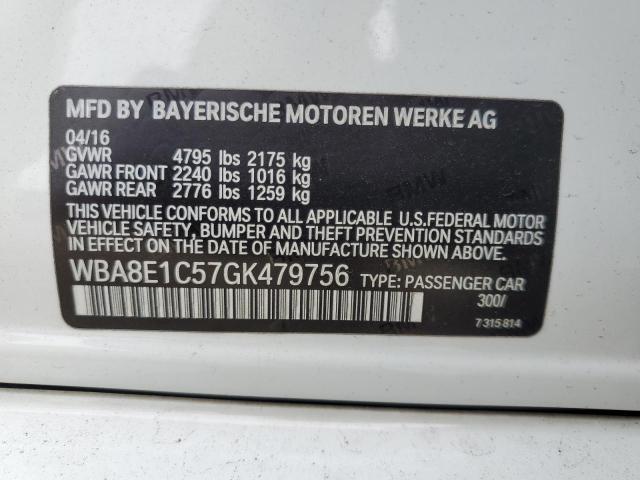 MFD BY BAYERISCHE MOTOREN WERKE AG
04/16
GVWR 4795 lbs 2175 kg
GAWR FRONT 2240 lbs 1016 kg
GAWR REAR 2776 lbs 1259 kg
THIS VEHICLE CONFORMS TO ALL APPLICABLE U.S.FEDERAL MOTOR
VEHICLE SAFETY, BUMPER AND THEFT PREVENTION STANDARDS
IN EFFECT ON THE DATE OF MANUFACTURE SHOWN ABOVE.
WBA8E1C57GK479756 TYPE: PASSENGER CAR
300/
7 315 814